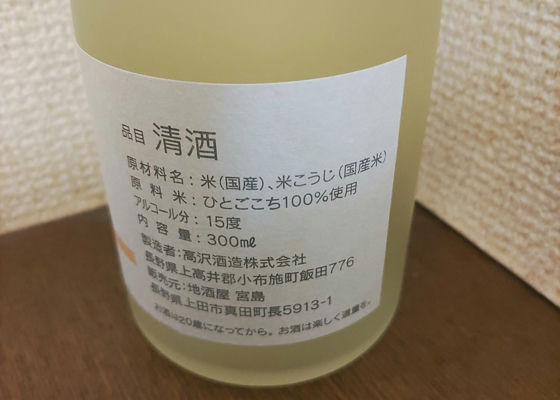 品目 清酒
原材料名：米（国産）、米こうじ（国産米）
原料米：ひとごこち100％使用
アルコール分：15度
内容量：300㎖
製造者：高沢酒造株式会社
長野県上高井郡小布施町飯田776
販売元：地酒屋 宮島
長野県上田市真田町長5913-1
お酒は20歳になってから。お酒は楽しく適量を。